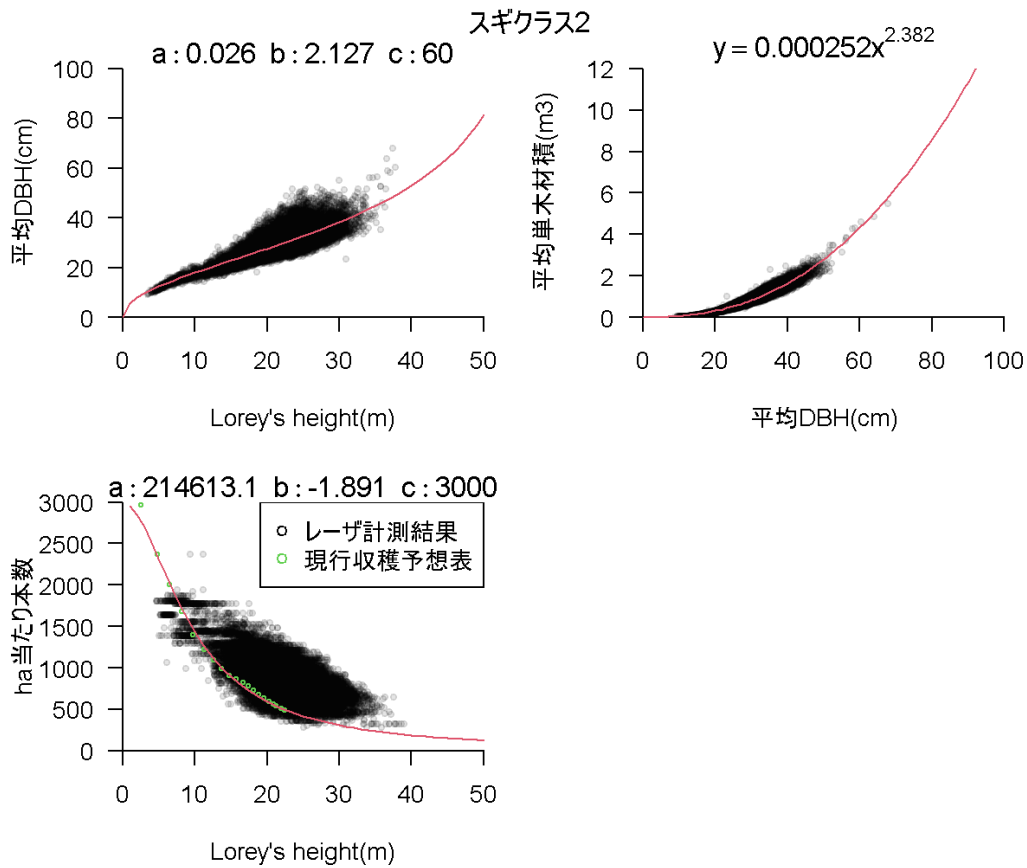 スギクラス2
a : 0.026 b : 2.127 c : 60
平均DBH(cm)
100
80
60
40
20
0
0 10 20 30 40 50
Lorey's height(m)
y = 0.000252x^2.382
平均単木材積(m3)
12
10
8
6
4
2
0
0 20 40 60 80 100
平均DBH(cm)
a : 214613.1 b : -1.891 c : 3000
ha当たり本数
3000
2500
2000
1500
1000
500
0
レーザ計測結果
現行収穫予想表
0 10 20 30 40 50
Lorey's height(m)